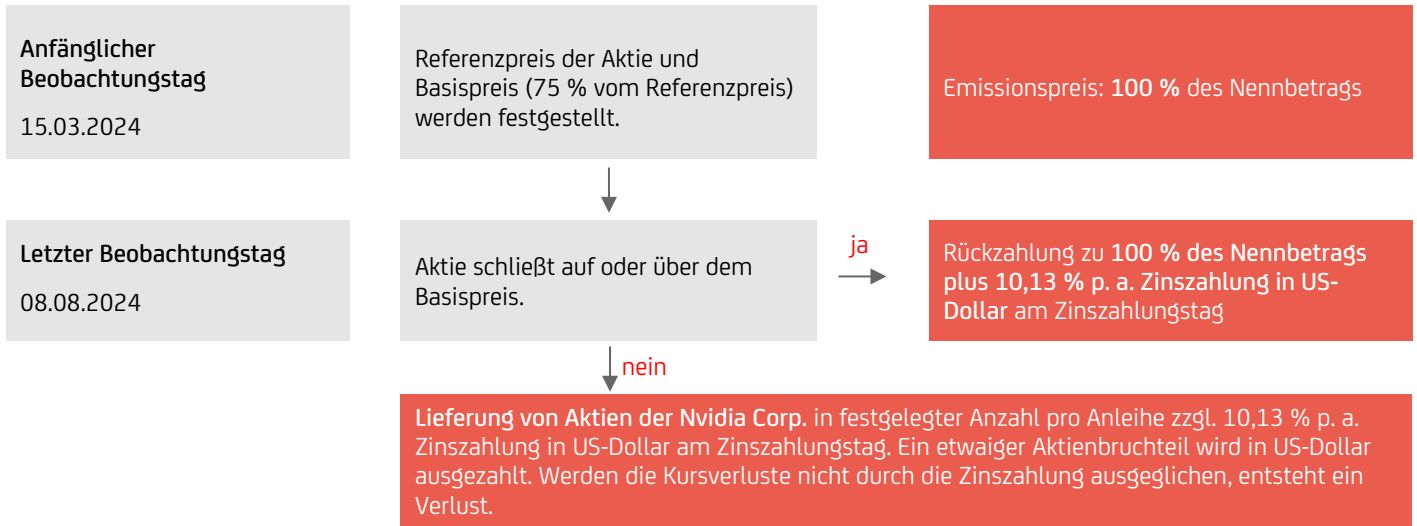 Anfänglicher
Beobachtungstag
15.03.2024
Referenzpreis der Aktie und
Basispreis (75 % vom Referenzpreis)
werden festgestellt.
Emissionspreis: 100 % des Nennbetrags
Letzter Beobachtungstag
08.08.2024
Aktie schließt auf oder über dem
Basispreis.
ja
Rückzahlung zu 100 % des Nennbetrags
plus 10,13 % p. a. Zinszahlung in US-
Dollar am Zinszahlungstag
nein
Lieferung von Aktien der Nvidia Corp. in festgelegter Anzahl pro Anleihe zzgl. 10,13 % p. a.
Zinszahlung in US-Dollar am Zinszahlungstag. Ein etwaiger Aktienbruchteil wird in US-Dollar
ausgezahlt. Werden die Kursverluste nicht durch die Zinszahlung ausgeglichen, entsteht ein
Verlust.